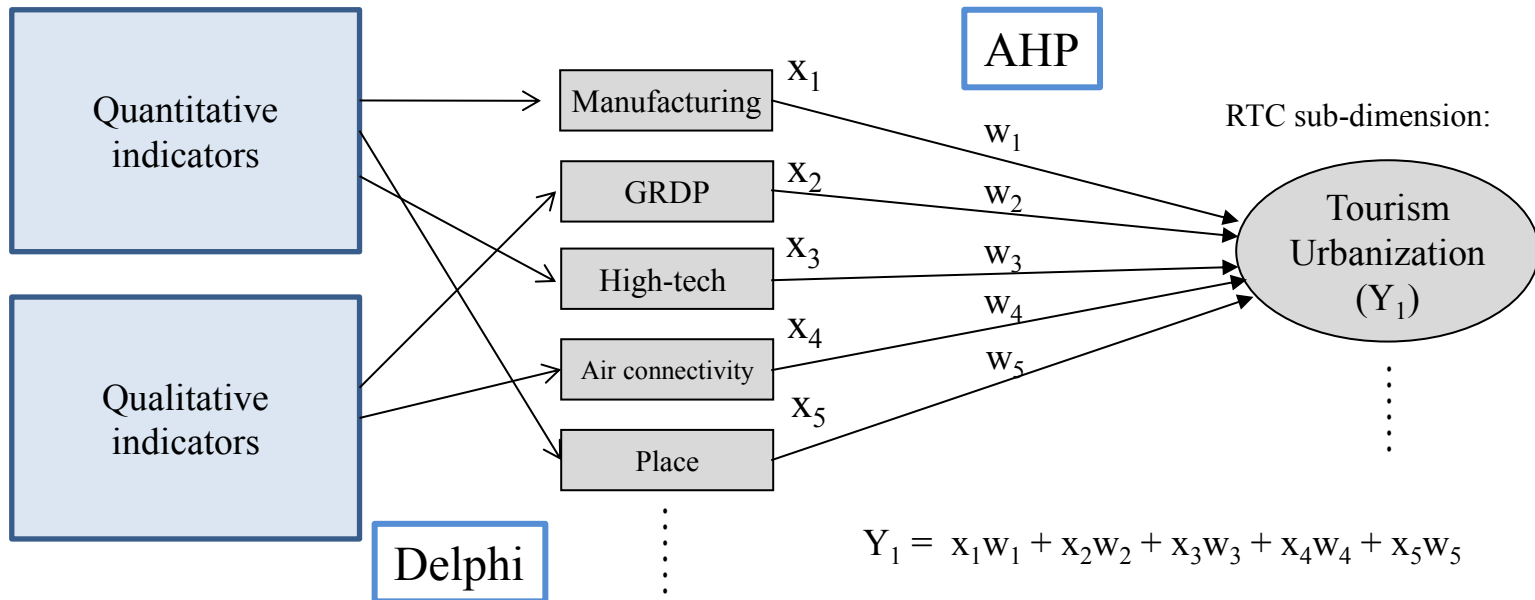 Quantitative
indicators
Qualitative
indicators
Delphi
Manufacturing
GRDP
High-tech
Air connectivity
Place
x₁
x₂
x₃
x₄
x₅
AHP
w₁
w₂
w₃
w₄
w₅
RTC sub-dimension:
Tourism
Urbanization
(Y₁)
Y₁ = x₁w₁ + x₂w₂ + x₃w₃ + x₄w₄ + x₅w₅